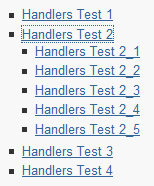 Handlers Test 1
Handlers Test 2
Handlers Test 2_1
Handlers Test 2_2
Handlers Test 2_3
Handlers Test 2_4
Handlers Test 2_5
Handlers Test 3
Handlers Test 4